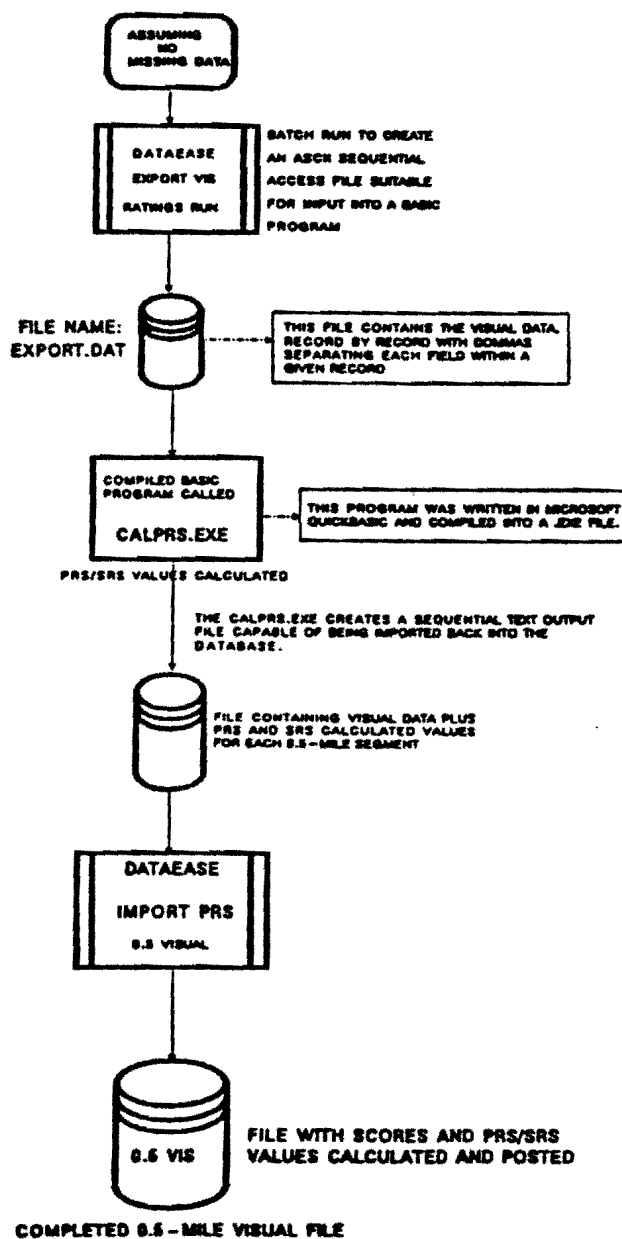 ASSUMING
NO
MISSING DATA
DATAEASE
EXPORT VIS
RATINGS RUN
BATCH RUN TO CREATE
AN ASCII SEQUENTIAL
ACCESS FILE SUITABLE
FOR INPUT INTO A BASIC
PROGRAM
FILE NAME:
EXPORT.DAT
THIS FILE CONTAINS THE VISUAL DATA,
RECORD BY RECORD WITH COMMAS
SEPARATING EACH FIELD WITHIN A
GIVEN RECORD
COMPILED BASIC
PROGRAM CALLED
CALPRS.EXE
THIS PROGRAM WAS WRITTEN IN MICROSOFT
QUICKBASIC AND COMPILED INTO A .EXE FILE.
PRS/SRS VALUES CALCULATED
THE CALPRS.EXE CREATES A SEQUENTIAL TEXT OUTPUT
FILE CAPABLE OF BEING IMPORTED BACK INTO THE
DATABASE.
FILE CONTAINING VISUAL DATA PLUS
PRS AND SRS CALCULATED VALUES
FOR EACH 0.5-MILE SEGMENT
DATAEASE
IMPORT PRS
0.5 VISUAL
0.5 VIS
FILE WITH SCORES AND PRS/SRS
VALUES CALCULATED AND POSTED
COMPLETED 0.5-MILE VISUAL FILE